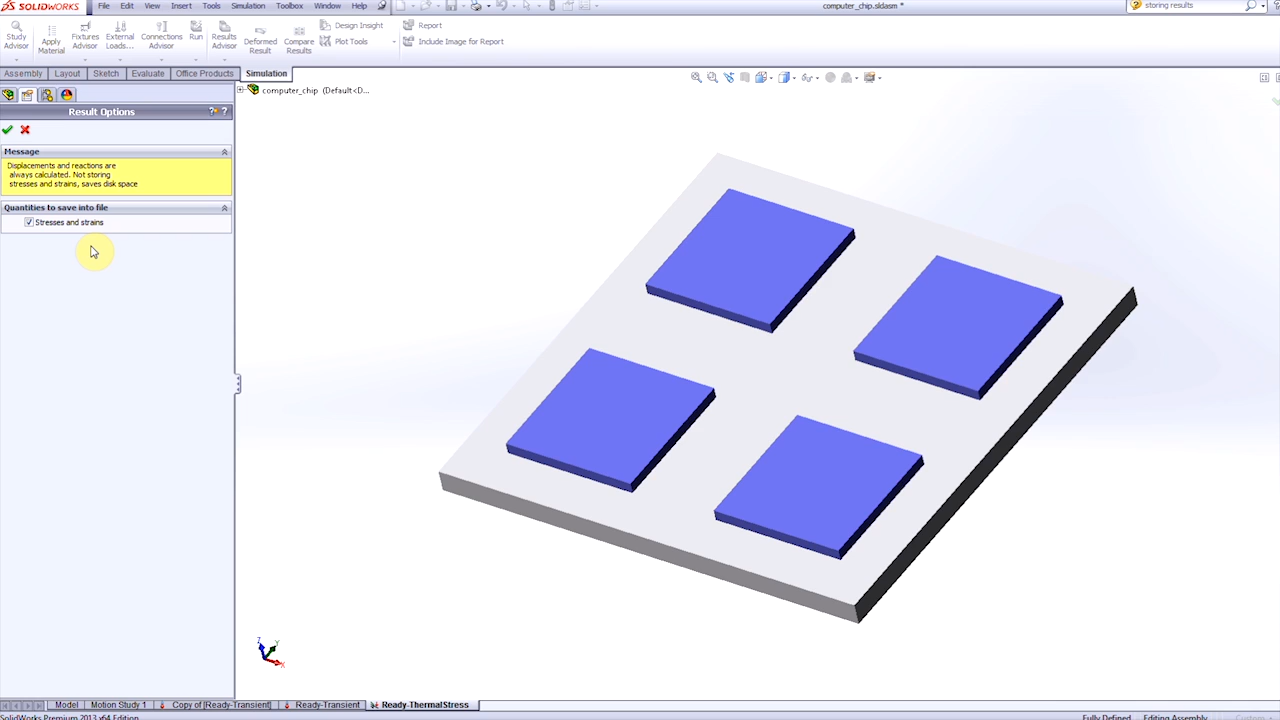 SOLIDWORKS File Edit View Insert Tools Simulation Toolbox Window Help computer_chip.sldasm * storing results
Study Advisor
Apply Material
Fixtures Advisor
External Loads...
Connections Advisor
Run
Results Advisor
Deformed Result
Compare Results
Design Insight
Plot Tools
Report
Include Image for Report
Assembly Layout Sketch Evaluate Office Products Simulation
computer_chip (Default<D...
Result Options
Message
Displacements and reactions are
always calculated. Not storing
stresses and strains, saves disk space
Quantities to save into file
Stresses and strains
Z
Y
X
Model Motion Study 1 Copy of [Ready-Transient] Ready-Transient Ready-ThermalStress
SolidWorks Premium 2013 x64 Edition Fully Defined Editing Assembly Custom